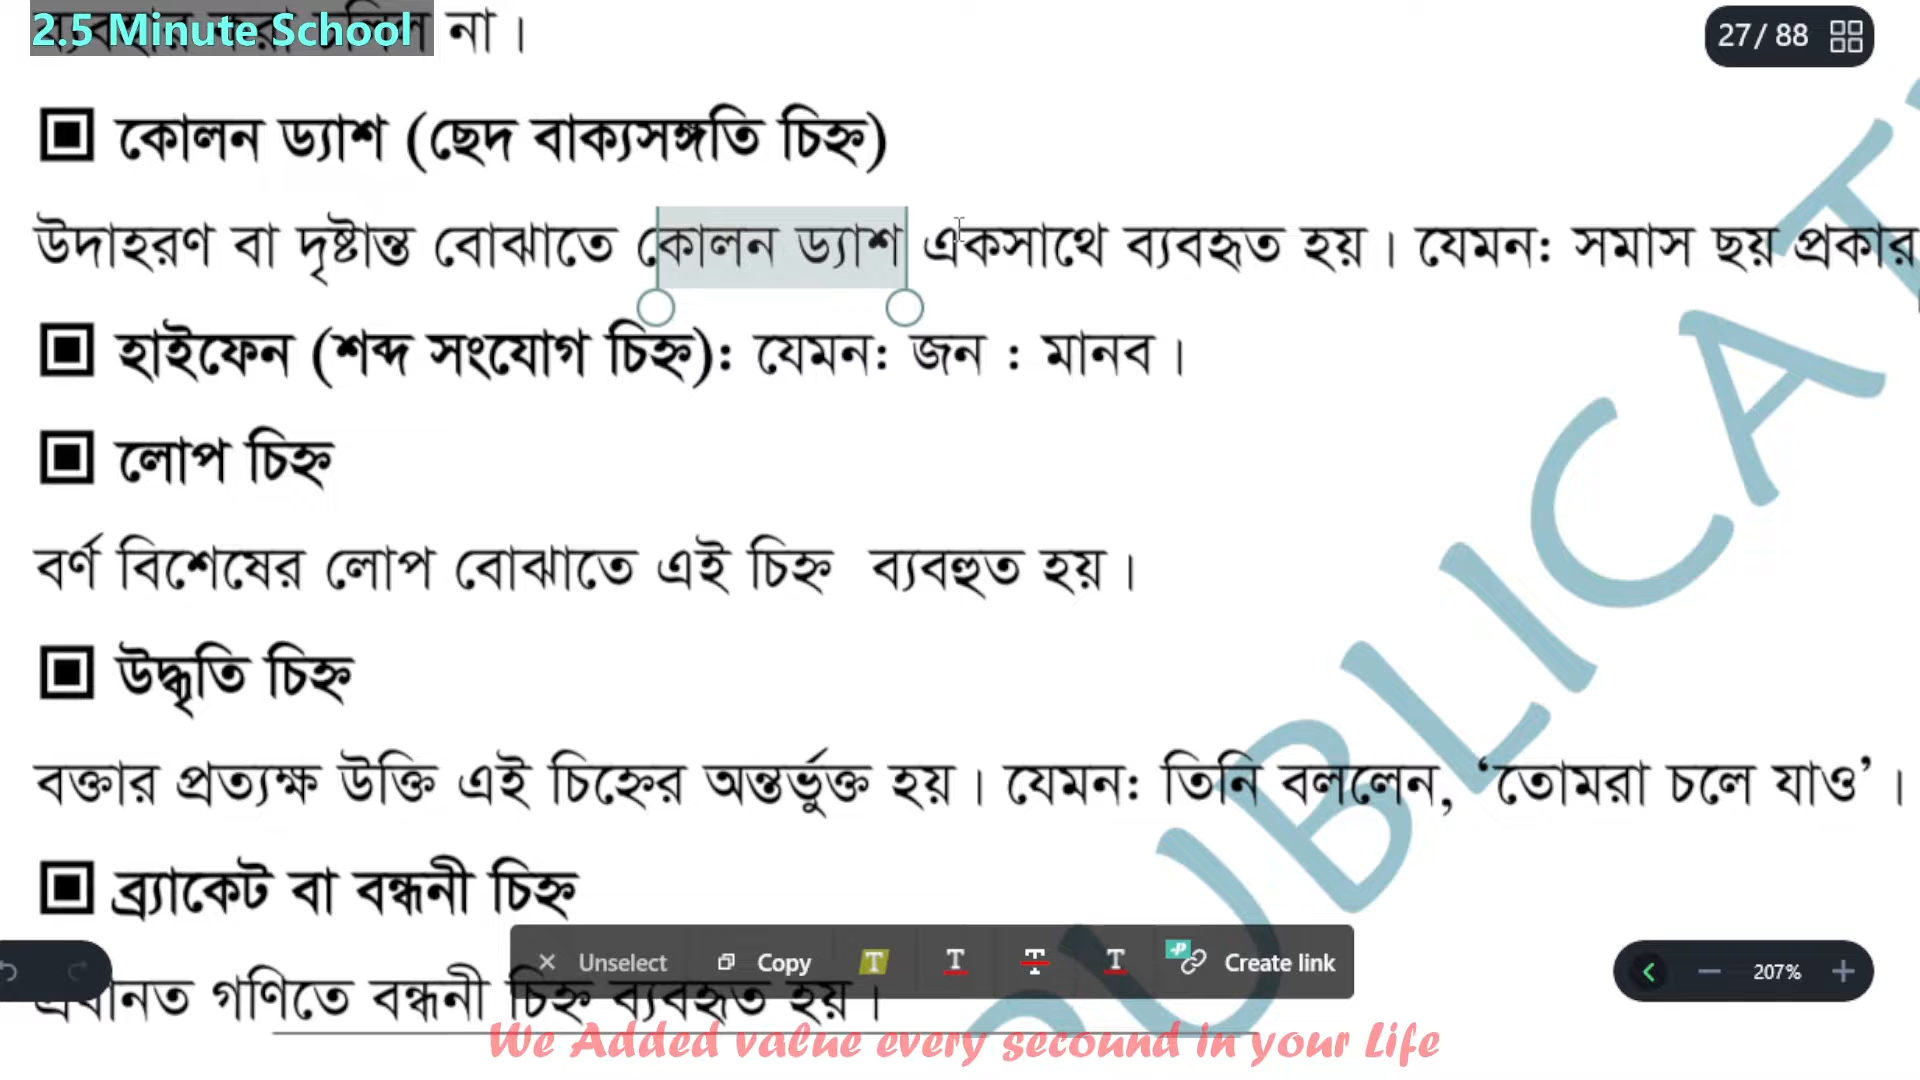 2.5 Minute School
না।
27/ 88
কোলন ড্যাশ (ছেদ বাক্যসঙ্গতি চিহ্ন)
উদাহরণ বা দৃষ্টান্ত বোঝাতে কোলন ড্যাশ একসাথে ব্যবহৃত হয়। যেমন: সমাস ছয় প্রকার
হাইফেন (শব্দ সংযোগ চিহ্ন): যেমন: জন : মানব।
লোপ চিহ্ন
বর্ণ বিশেষের লোপ বোঝাতে এই চিহ্ন ব্যবহুত হয়।
উদ্ধৃতি চিহ্ন
বক্তার প্রত্যক্ষ উক্তি এই চিহ্নের অন্তর্ভুক্ত হয়। যেমন: তিনি বললেন, ‘তোমরা চলে যাও’।
ব্র্যাকেট বা বন্ধনী চিহ্ন
Unselect Copy Create link
207%
প্রধানত গণিতে বন্ধনী চিহ্ন ব্যবহৃত হয়।
We Added value every secound in your Life
PUBLICAT